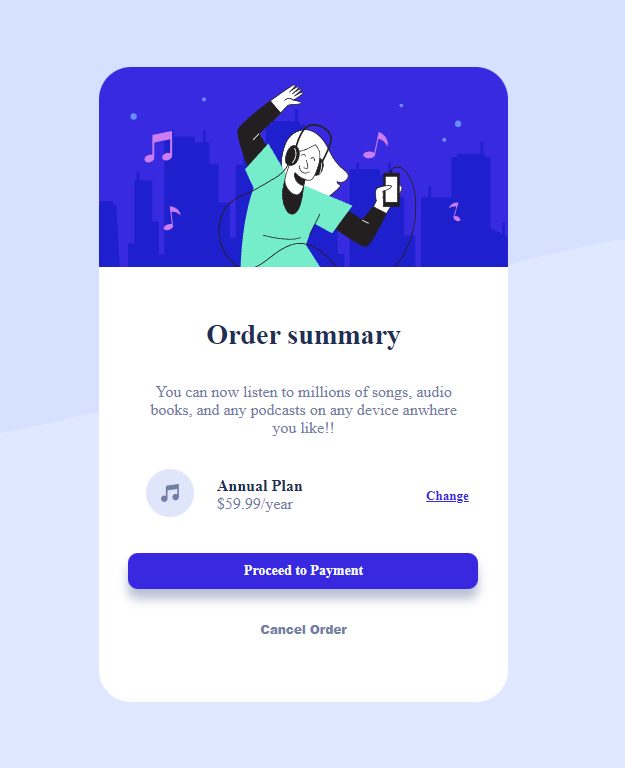 Order summary
You can now listen to millions of songs, audio
books, and any podcasts on any device anwhere
you like!!
Annual Plan
$59.99/year
Change
Proceed to Payment
Cancel Order